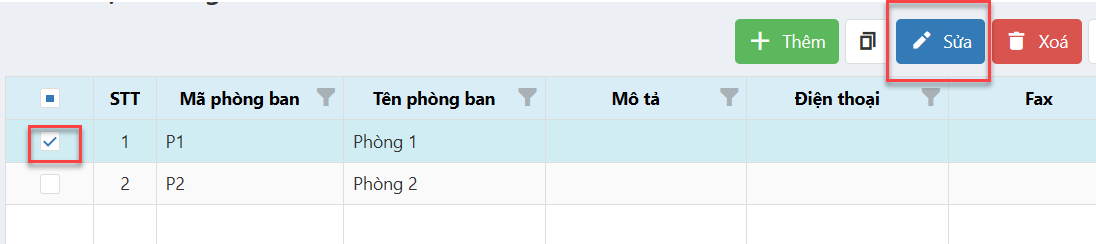 Thêm
Sửa
Xoá
STT Mã phòng ban Tên phòng ban Mô tả Điện thoại Fax
1 P1 Phòng 1
2 P2 Phòng 2